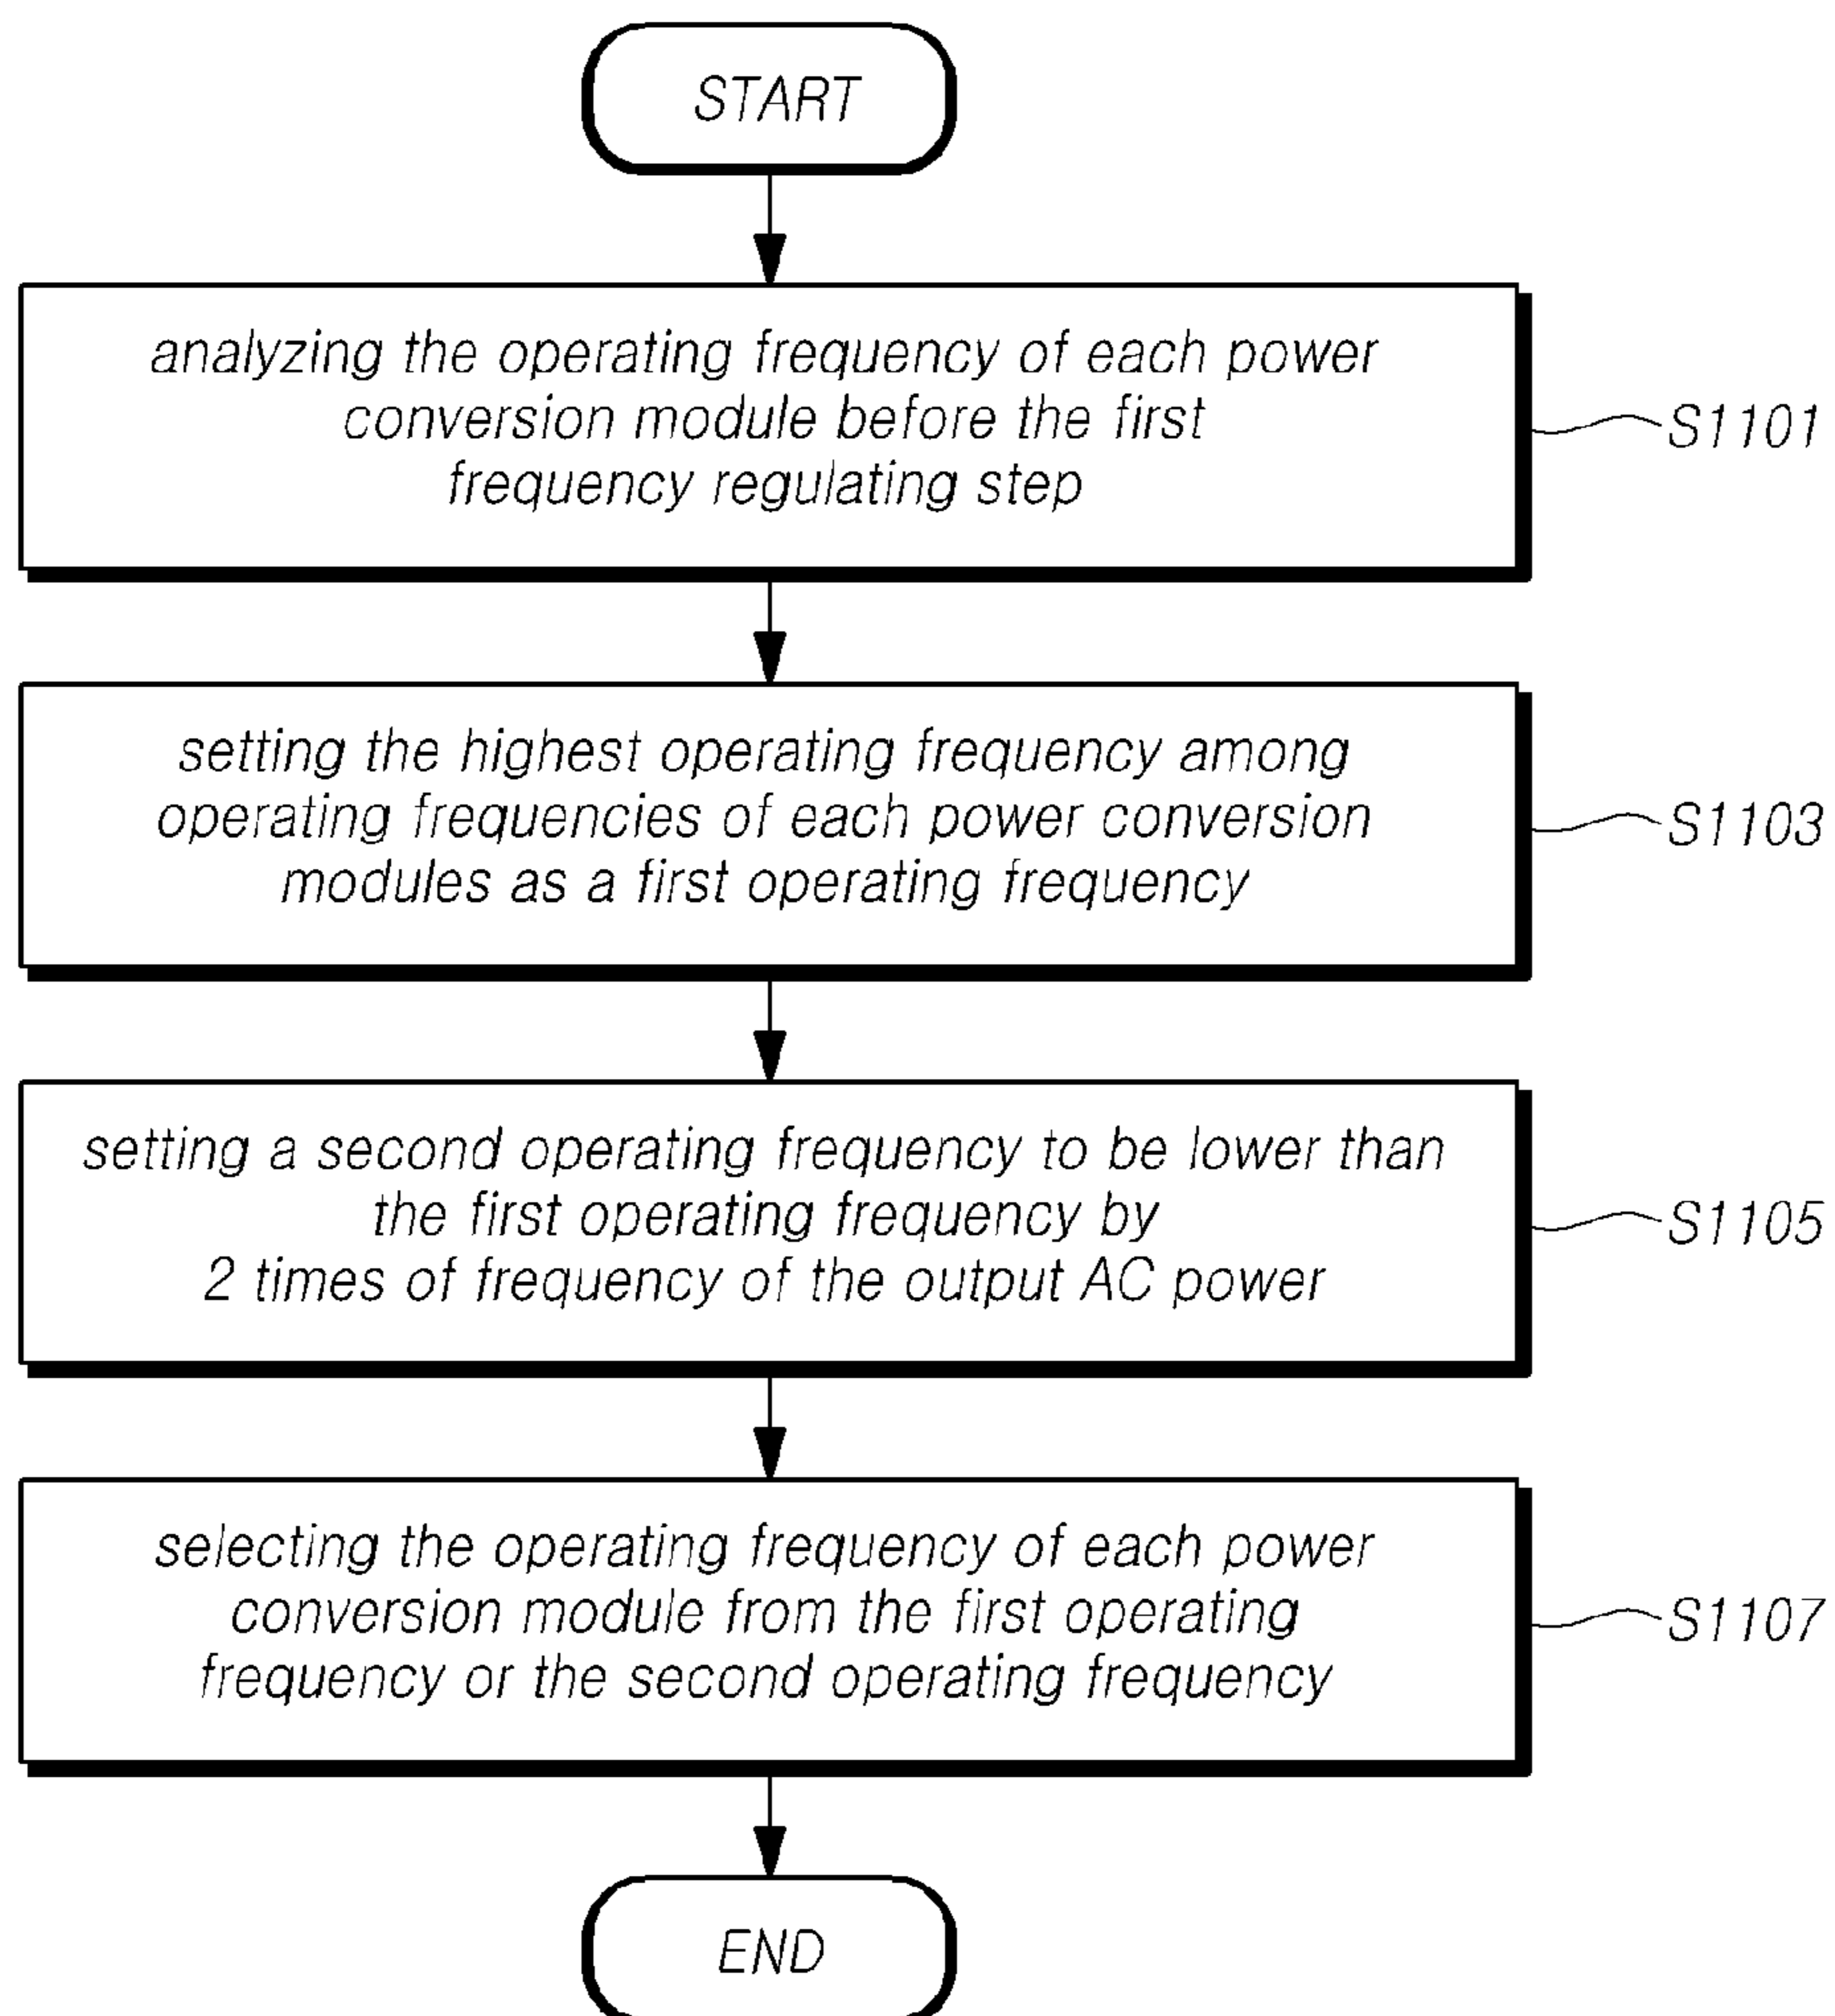 START
analyzing the operating frequency of each power
conversion module before the first
frequency regulating step
S1101
setting the highest operating frequency among
operating frequencies of each power conversion
modules as a first operating frequency
S1103
setting a second operating frequency to be lower than
the first operating frequency by
2 times of frequency of the output AC power
S1105
selecting the operating frequency of each power
conversion module from the first operating
frequency or the second operating frequency
S1107
END